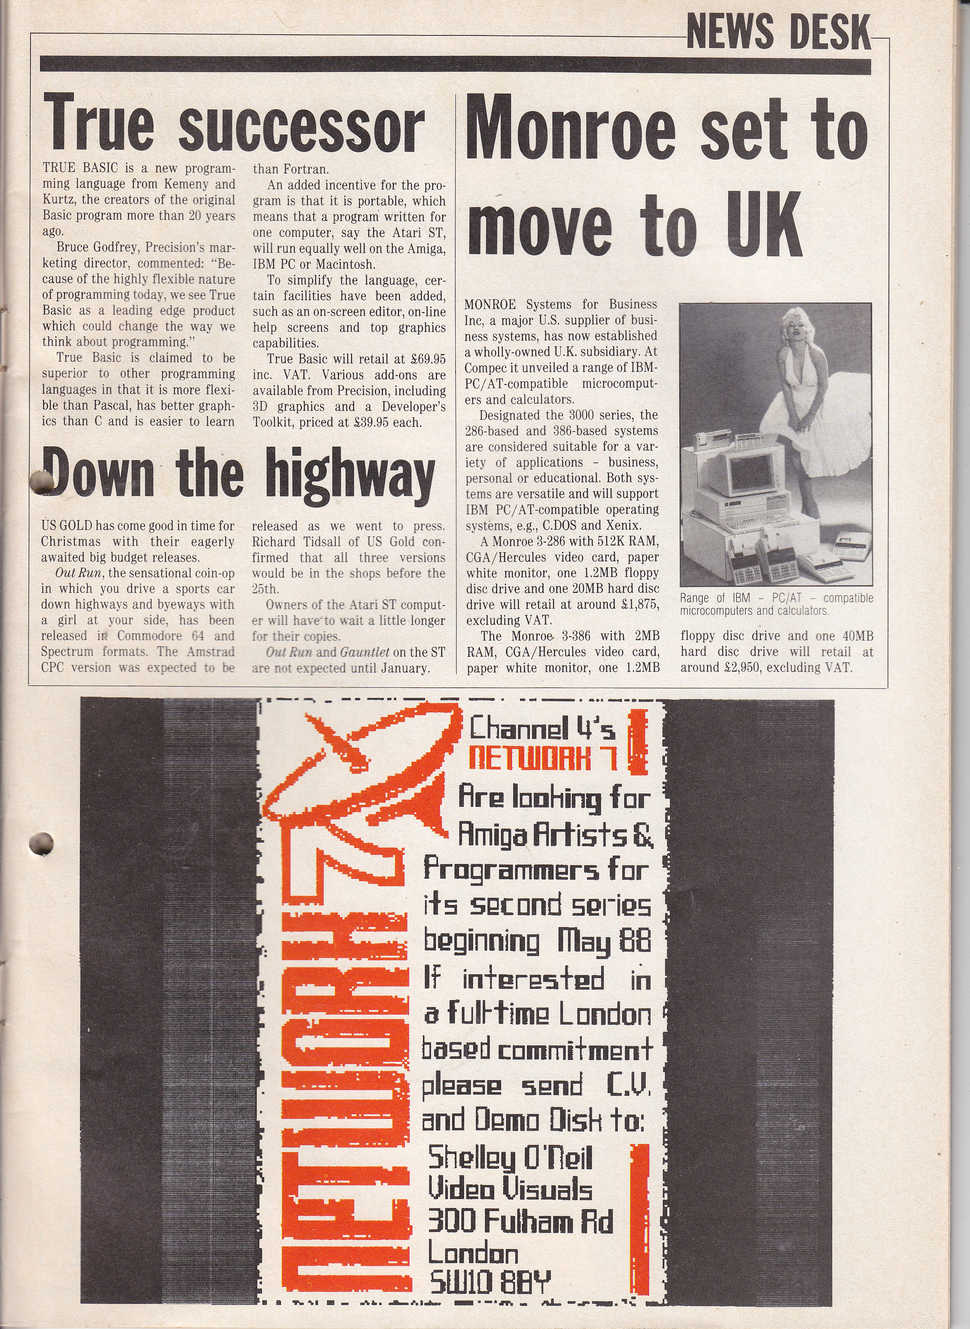 NEWS DESK
True successor
TRUE BASIC is a new program-
ming language from Kemeny and
Kurtz, the creators of the original
Basic program more than 20 years
ago.
Bruce Godfrey, Precision's mar-
keting director, commented: "Be-
cause of the highly flexible nature
of programming today, we see True
Basic as a leading edge product
which could change the way we
think about programming."
True Basic is claimed to be
superior to other programming
languages in that it is more flexi-
ble than Pascal, has better graph-
ics than C and is easier to learn
than Fortran.
An added incentive for the pro-
gram is that it is portable, which
means that a program written for
one computer, say the Atari ST,
will run equally well on the Amiga,
IBM PC or Macintosh.
To simplify the language, cer-
tain facilities have been added,
such as an on-screen editor, on-line
help screens and top graphics
capabilities.
True Basic will retail at £69.95
inc. VAT. Various add-ons are
available from Precision, including
3D graphics and a Developer's
Toolkit, priced at £39.95 each.
Down the highway
US GOLD has come good in time for
Christmas with their eagerly
awaited big budget releases.
Out Run, the sensational coin-op
in which you drive a sports car
down highways and byeways with
a girl at your side, has been
released in Commodore 64 and
Spectrum formats. The Amstrad
CPC version was expected to be
released as we went to press.
Richard Tidsall of US Gold con-
firmed that all three versions
would be in the shops before the
25th.
Owners of the Atari ST comput-
er will have to wait a little longer
for their copies.
Out Run and Gauntlet on the ST
are not expected until January.
Monroe set to
move to UK
MONROE Systems for Business
Inc, a major U.S. supplier of busi-
ness systems, has now established
a wholly-owned U.K. subsidiary. At
Compec it unveiled a range of IBM-
PC/AT-compatible microcomput-
ers and calculators.
Designated the 3000 series, the
286-based and 386-based systems
are considered suitable for a var-
iety of applications – business,
personal or educational. Both sys-
tems are versatile and will support
IBM PC/AT-compatible operating
systems, e.g., C.DOS and Xenix.
A Monroe 3-286 with 512K RAM,
CGA/Hercules video card, paper
white monitor, one 1.2MB floppy
disc drive and one 20MB hard disc
drive will retail at around £1,875,
excluding VAT.
The Monroe 3-386 with 2MB
RAM, CGA/Hercules video card,
paper white monitor, one 1.2MB
Range of IBM – PC/AT – compatible
microcomputers and calculators.
floppy disc drive and one 40MB
hard disc drive will retail at
around £2,950, excluding VAT.
NETWORK 7
Channel 4's
NETWORK 7
Are looking for
Amiga Artists &
Programmers for
its second series
beginning May 88
If interested in
a full-time London
based commitment
please send C.V.
and Demo Disk to:
Shelley O'Neil
Video Visuals
300 Fulham Rd
London
SW10 8BY